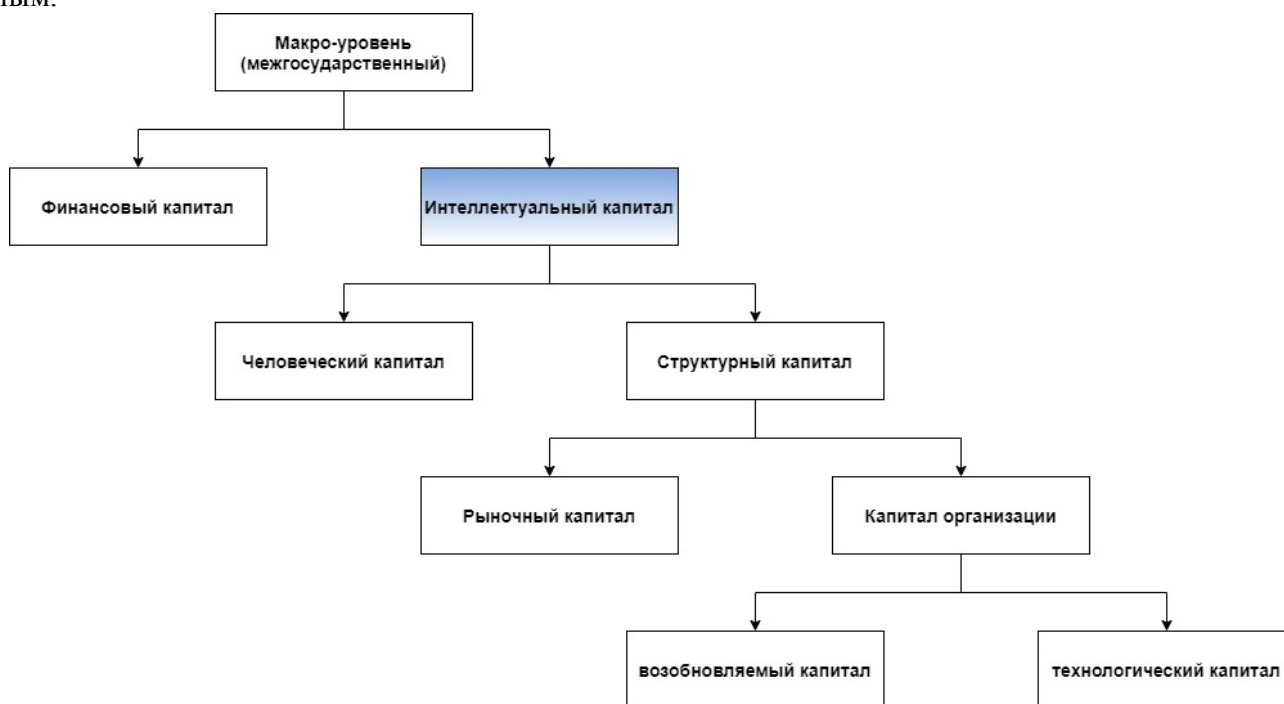 Макро-уровень
(межгосударственный)
Финансовый капитал
Интеллектуальный капитал
Человеческий капитал
Структурный капитал
Рыночный капитал
Капитал организации
возобновляемый капитал
технологический капитал